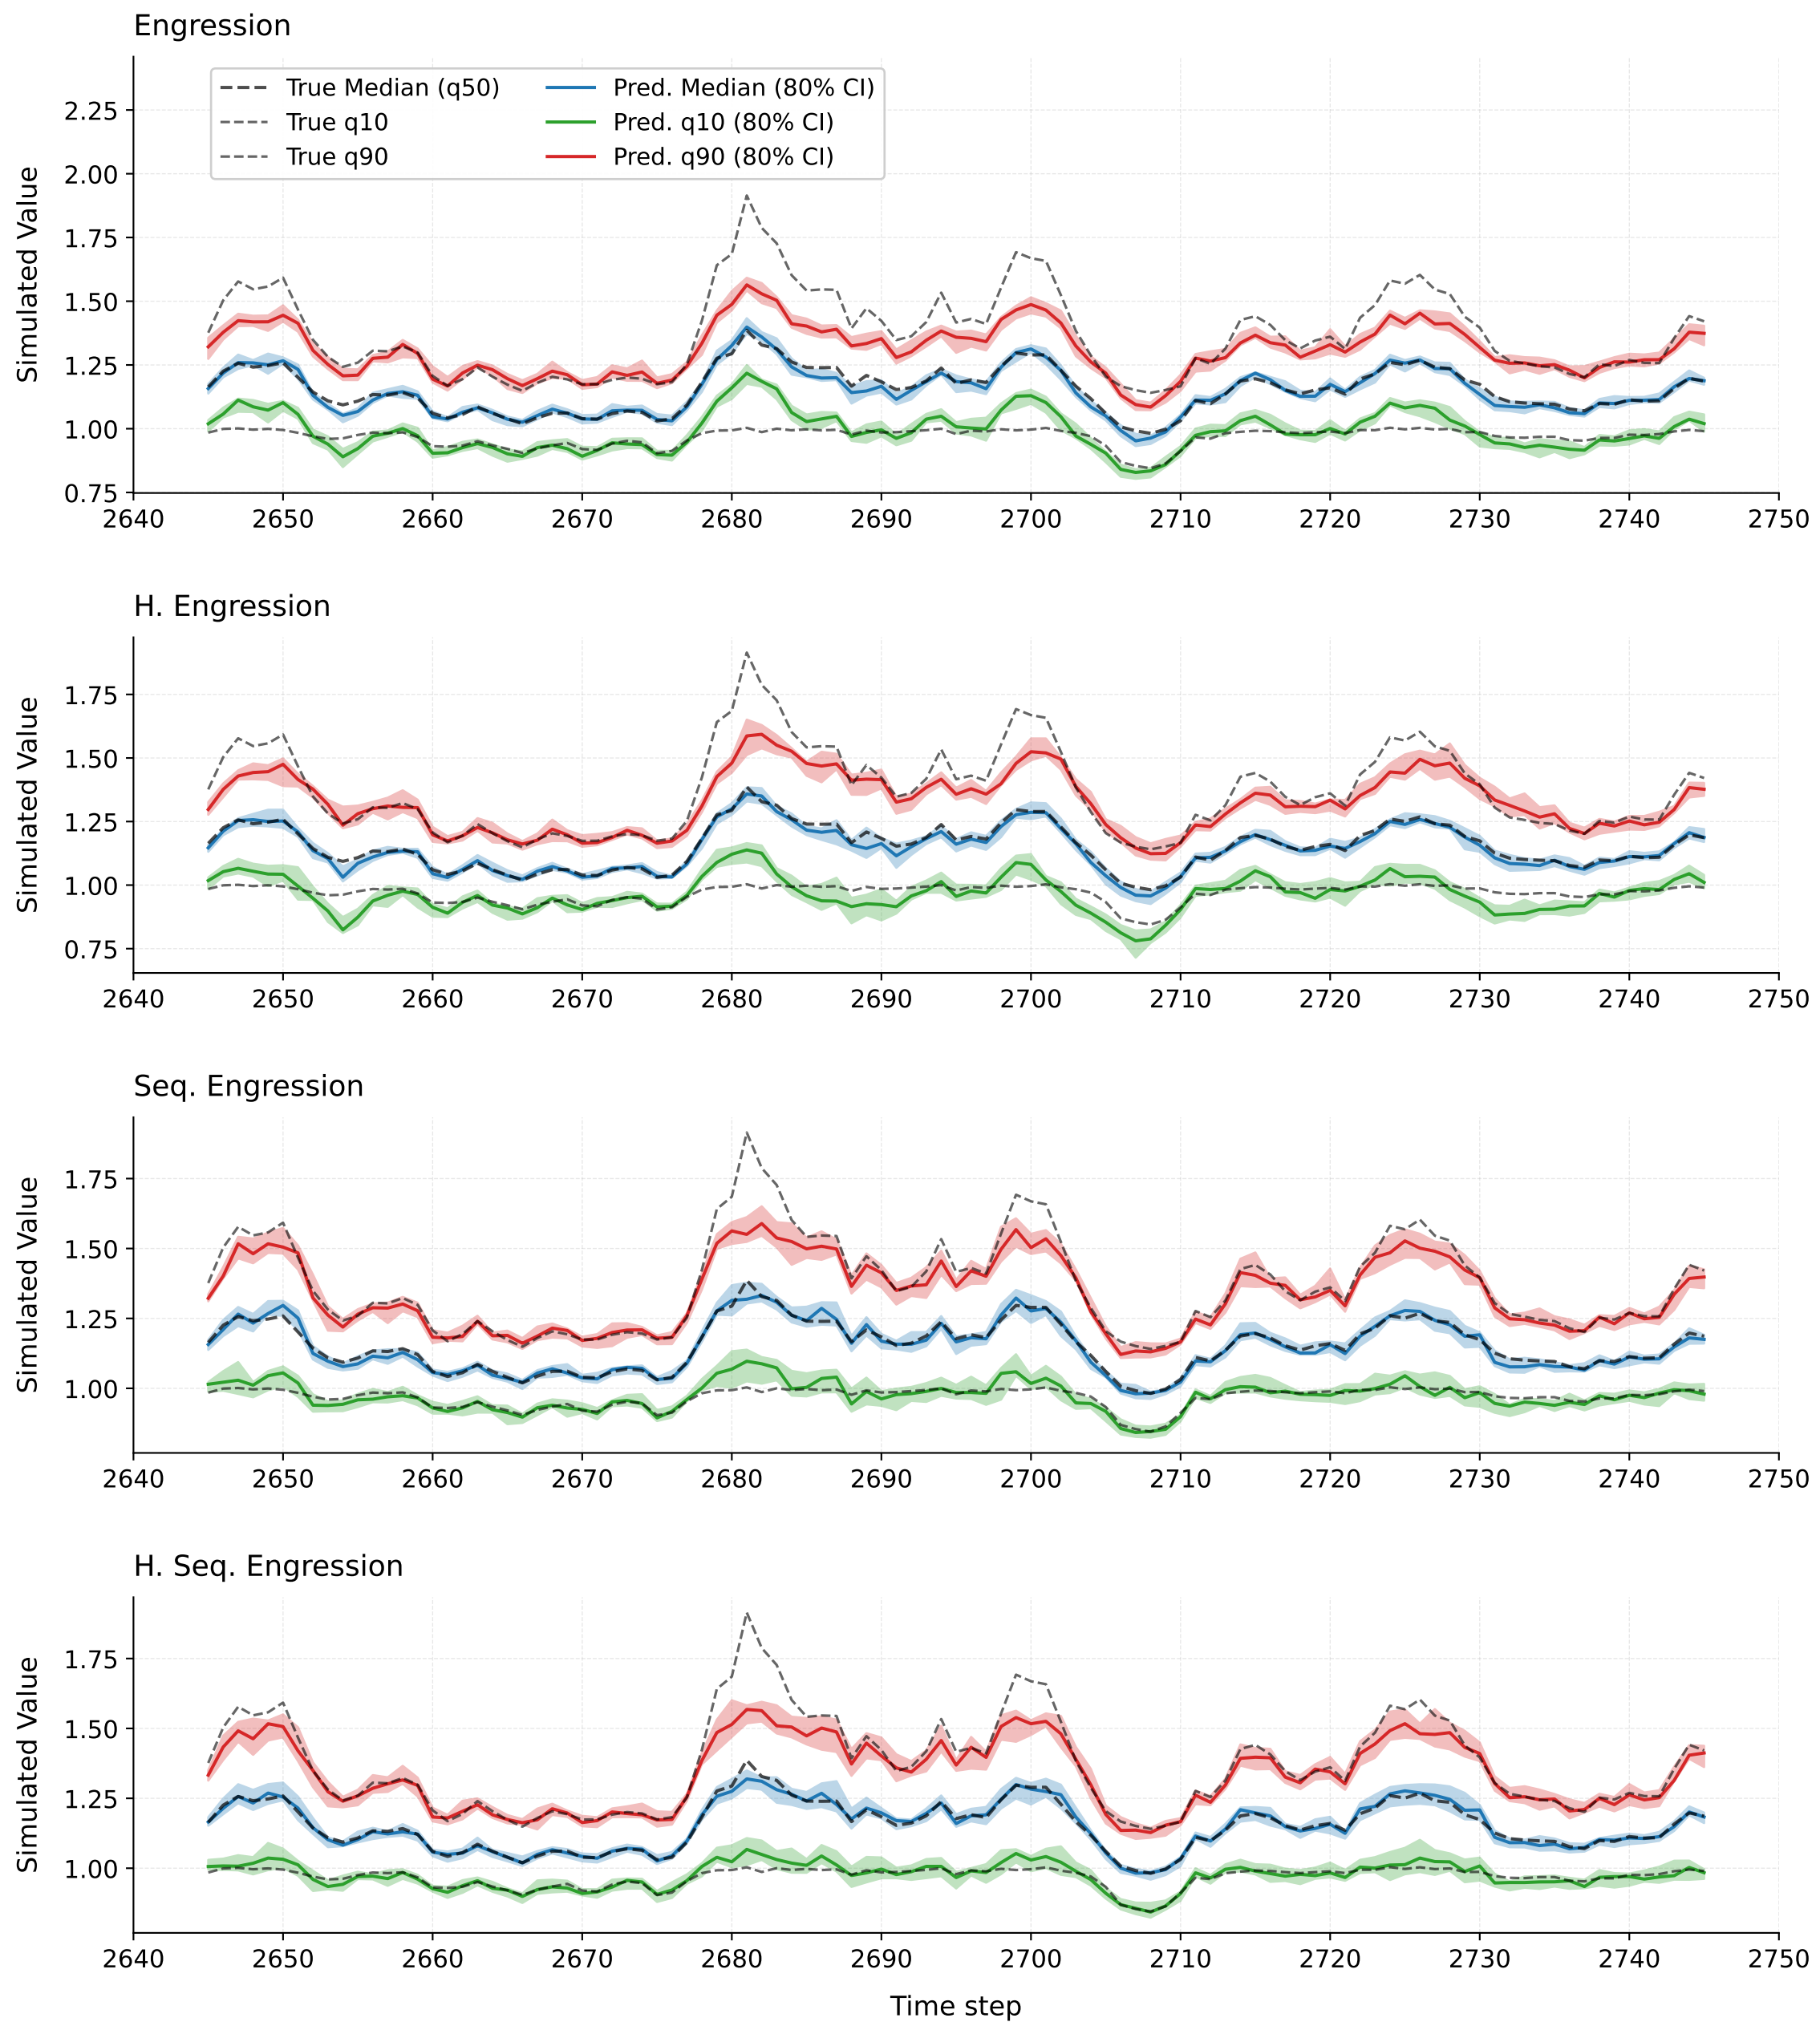 Engression
True Median (q50)
True q10
True q90
Pred. Median (80% CI)
Pred. q10 (80% CI)
Pred. q90 (80% CI)
Simulated Value
2.25
2.00
1.75
1.50
1.25
1.00
0.75
2640 2650 2660 2670 2680 2690 2700 2710 2720 2730 2740 2750
H. Engression
Simulated Value
1.75
1.50
1.25
1.00
0.75
2640 2650 2660 2670 2680 2690 2700 2710 2720 2730 2740 2750
Seq. Engression
Simulated Value
1.75
1.50
1.25
1.00
2640 2650 2660 2670 2680 2690 2700 2710 2720 2730 2740 2750
H. Seq. Engression
Simulated Value
1.75
1.50
1.25
1.00
2640 2650 2660 2670 2680 2690 2700 2710 2720 2730 2740 2750
Time step